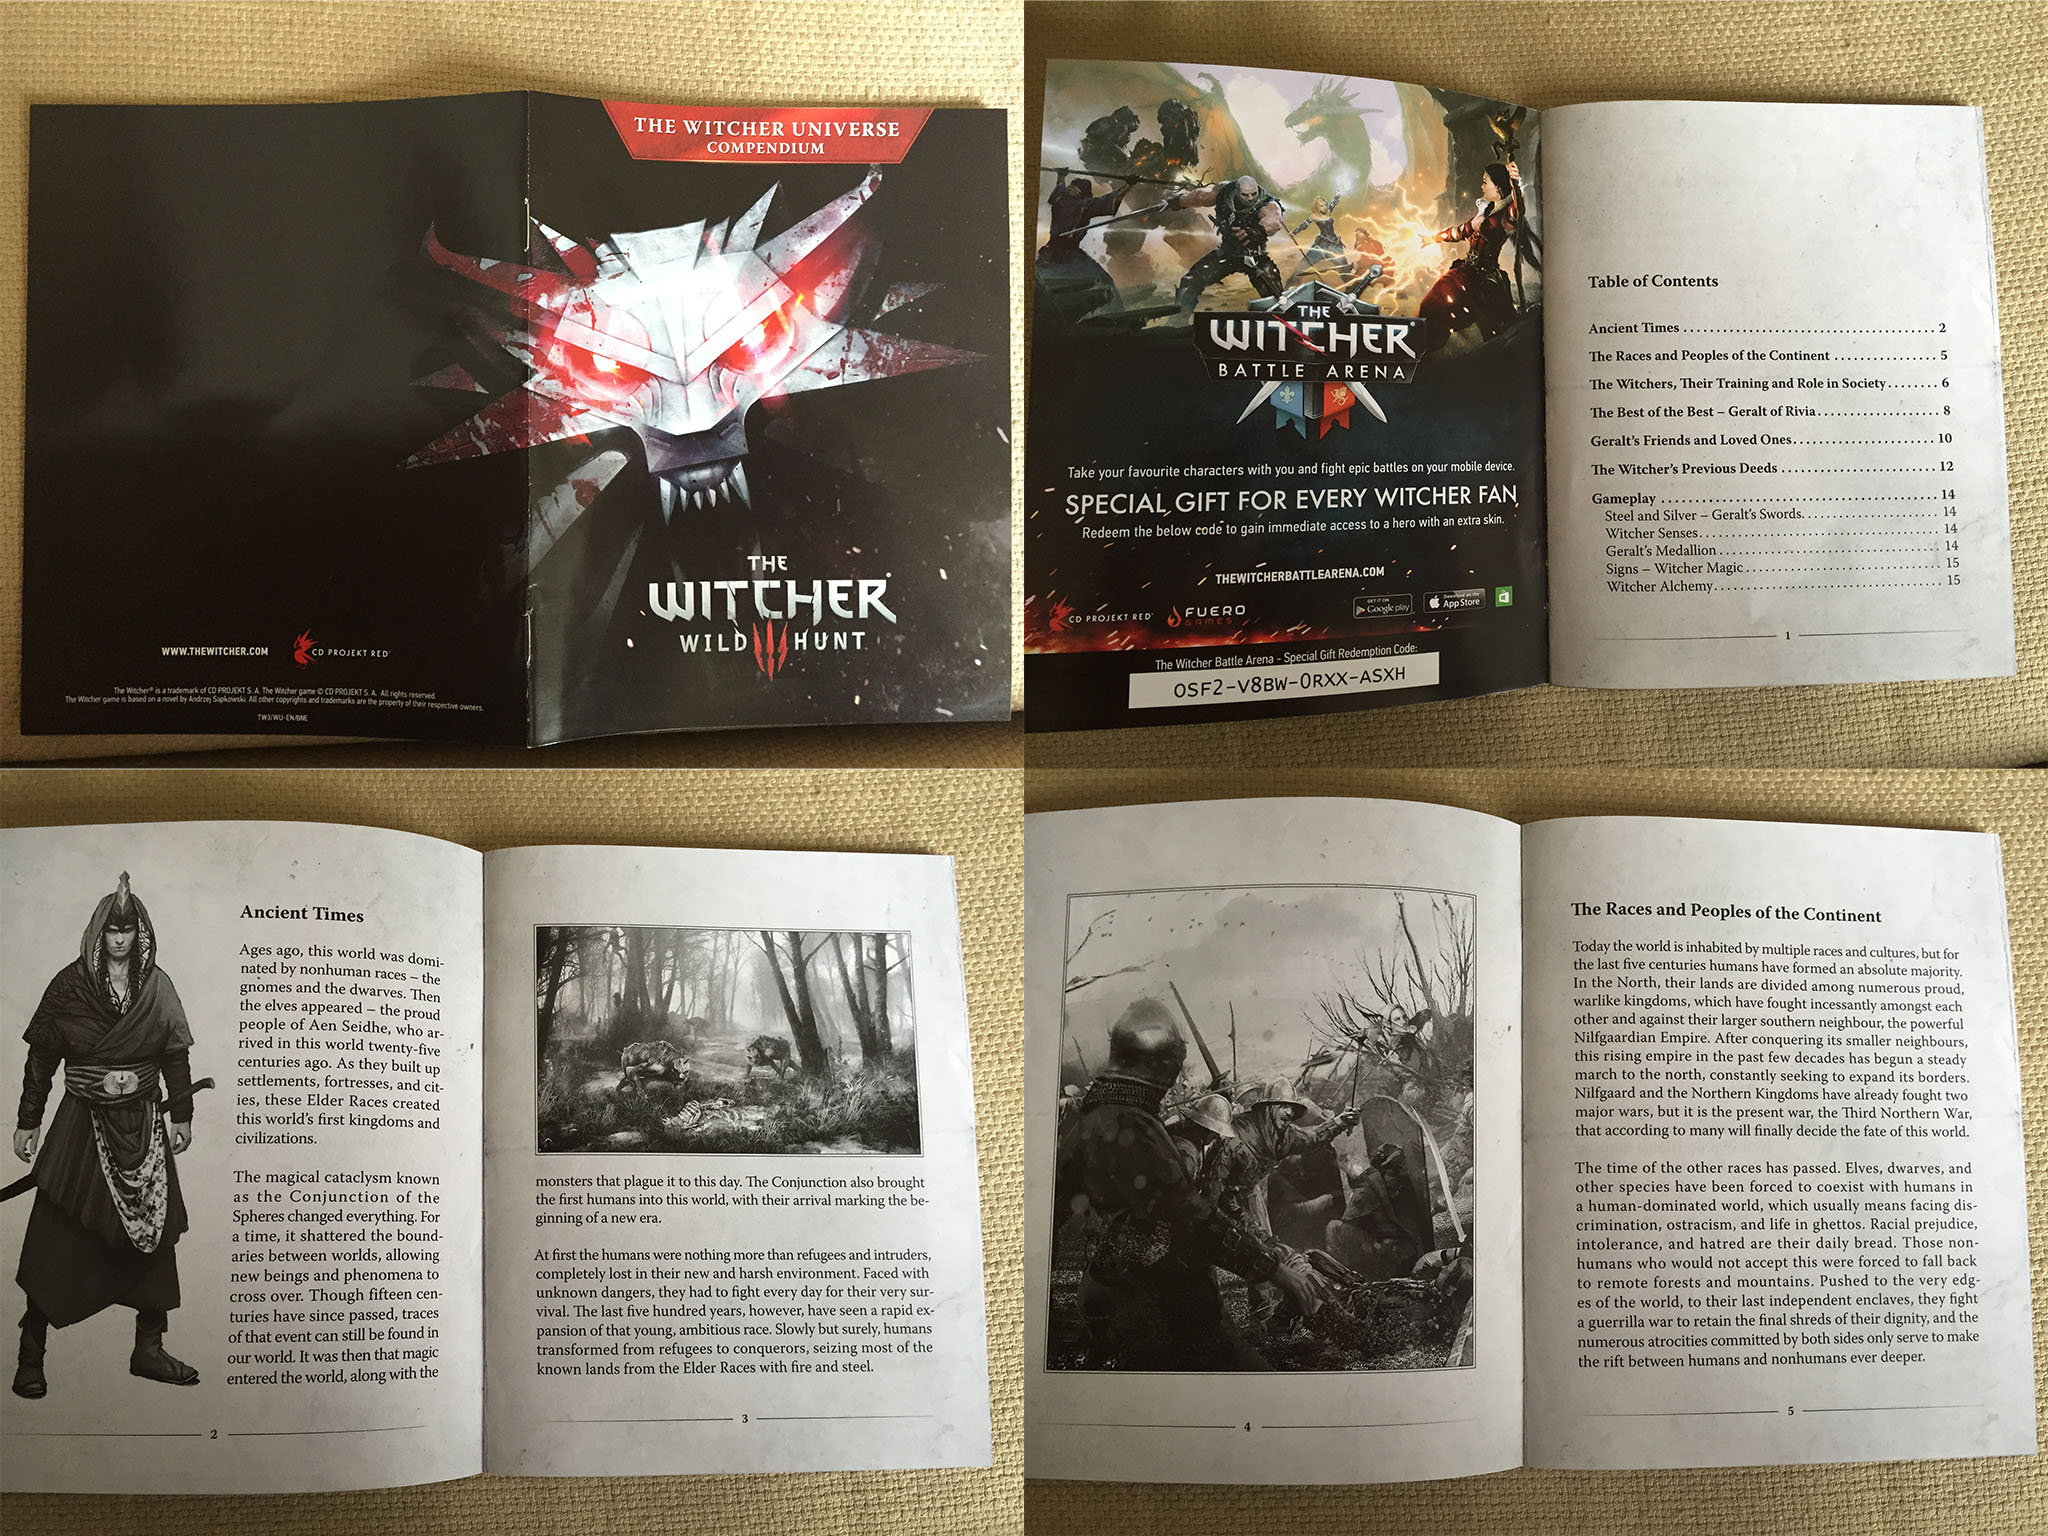 THE WITCHER UNIVERSE
COMPENDIUM
THE
WITCHER
WILD HUNT
WWW.THEWITCHER.COM
CD PROJEKT RED
The Witcher® is a trademark of CD PROJEKT S. A. The Witcher game © CD PROJEKT S. A. All rights reserved.
The Witcher game is based on a novel by Andrzej Sapkowski. All other copyrights and trademarks are the property of their respective owners.
TW3/WU-EN/BNE
THE
WITCHER
BATTLE ARENA
Take your favourite characters with you and fight epic battles on your mobile device.
SPECIAL GIFT FOR EVERY WITCHER FAN
Redeem the below code to gain immediate access to a hero with an extra skin.
THEWITCHERBATTLEARENA.COM
CD PROJEKT RED
FUERO
GAMES
GET IT ON
Google play
Download on the
App Store
The Witcher Battle Arena - Special Gift Redemption Code:
OSF2-V8BW-0RXX-ASXH
Table of Contents
Ancient Times . . . . . . . . . . . . . . . . . . . . . . . . . . . . . . . . . . . . . . 2
The Races and Peoples of the Continent . . . . . . . . . . . . . . . . 5
The Witchers, Their Training and Role in Society . . . . . . . . 6
The Best of the Best – Geralt of Rivia . . . . . . . . . . . . . . . . . . . 8
Geralt's Friends and Loved Ones . . . . . . . . . . . . . . . . . . . . . . 10
The Witcher's Previous Deeds . . . . . . . . . . . . . . . . . . . . . . . . 12
Gameplay . . . . . . . . . . . . . . . . . . . . . . . . . . . . . . . . . . . . . . . . . . 14
Steel and Silver – Geralt's Swords . . . . . . . . . . . . . . . . . . . . . 14
Witcher Senses . . . . . . . . . . . . . . . . . . . . . . . . . . . . . . . . . . . . . 14
Geralt's Medallion . . . . . . . . . . . . . . . . . . . . . . . . . . . . . . . . . . 14
Signs – Witcher Magic . . . . . . . . . . . . . . . . . . . . . . . . . . . . . . 15
Witcher Alchemy . . . . . . . . . . . . . . . . . . . . . . . . . . . . . . . . . . . 15
1
Ancient Times
Ages ago, this world was domi-
nated by nonhuman races – the
gnomes and the dwarves. Then
the elves appeared – the proud
people of Aen Seidhe, who ar-
rived in this world twenty-five
centuries ago. As they built up
settlements, fortresses, and cit-
ies, these Elder Races created
this world's first kingdoms and
civilizations.
The magical cataclysm known
as the Conjunction of the
Spheres changed everything. For
a time, it shattered the bound-
aries between worlds, allowing
new beings and phenomena to
cross over. Though fifteen cen-
turies have since passed, traces
of that event can still be found in
our world. It was then that magic
entered the world, along with the
2
monsters that plague it to this day. The Conjunction also brought
the first humans into this world, with their arrival marking the be-
ginning of a new era.
At first the humans were nothing more than refugees and intruders,
completely lost in their new and harsh environment. Faced with
unknown dangers, they had to fight every day for their very sur-
vival. The last five hundred years, however, have seen a rapid ex-
pansion of that young, ambitious race. Slowly but surely, humans
transformed from refugees to conquerors, seizing most of the
known lands from the Elder Races with fire and steel.
3
4
The Races and Peoples of the Continent
Today the world is inhabited by multiple races and cultures, but for
the last five centuries humans have formed an absolute majority.
In the North, their lands are divided among numerous proud,
warlike kingdoms, which have fought incessantly amongst each
other and against their larger southern neighbour, the powerful
Nilfgaardian Empire. After conquering its smaller neighbours,
this rising empire in the past few decades has begun a steady
march to the north, constantly seeking to expand its borders.
Nilfgaard and the Northern Kingdoms have already fought two
major wars, but it is the present war, the Third Northern War,
that according to many will finally decide the fate of this world.
The time of the other races has passed. Elves, dwarves, and
other species have been forced to coexist with humans in
a human-dominated world, which usually means facing dis-
crimination, ostracism, and life in ghettos. Racial prejudice,
intolerance, and hatred are their daily bread. Those non-
humans who would not accept this were forced to fall back
to remote forests and mountains. Pushed to the very edg-
es of the world, to their last independent enclaves, they fight
a guerrilla war to retain the final shreds of their dignity, and the
numerous atrocities committed by both sides only serve to make
the rift between humans and nonhumans ever deeper.
5